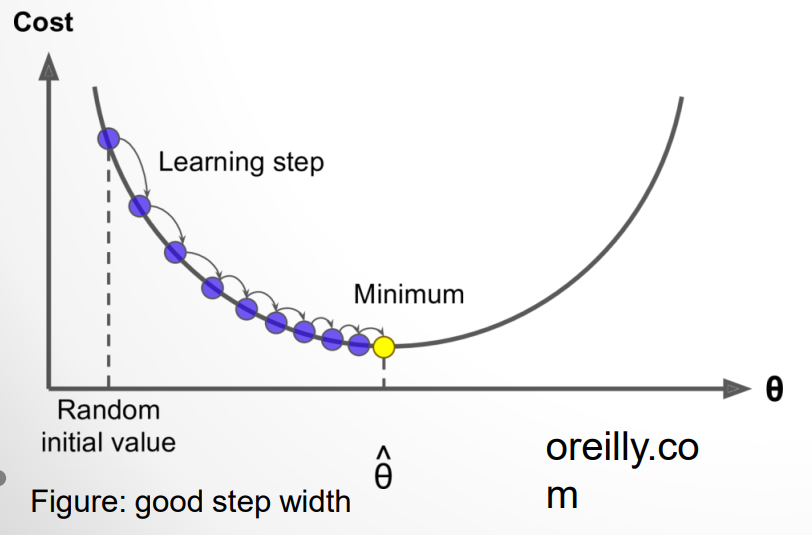 Cost
Learning step
Minimum
θ
Random
initial value
θ̂
oreilly.co
m
Figure: good step width